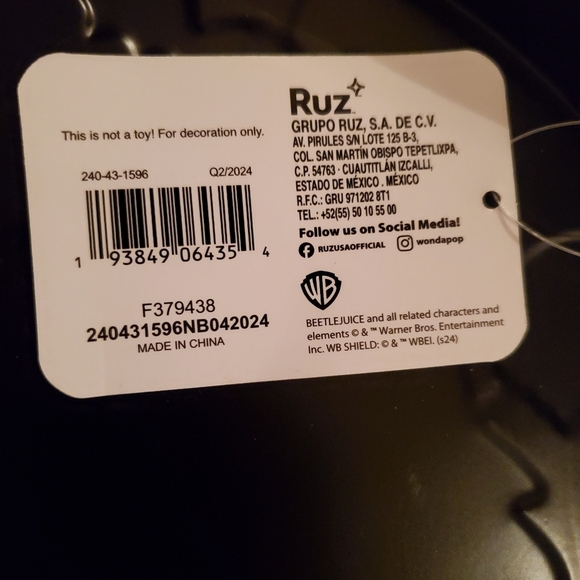 This is not a toy! For decoration only.
240-43-1596 Q2/2024
1 93849 06435 4
F379438
240431596NB042024
MADE IN CHINA
Ruz
GRUPO RUZ, S.A. DE C.V.
AV. PIRULES S/N LOTE 125 B-3,
COL. SAN MARTÍN OBISPO TEPETLIXPA,
C.P. 54763 · CUAUTITLÁN IZCALLI,
ESTADO DE MÉXICO . MÉXICO
R.F.C.: GRU 971202 8T1
TEL.: +52(55) 50 10 55 00
Follow us on Social Media!
RUZUSAOFFICIAL wondapop
WB
BEETLEJUICE and all related characters and
elements © & ™ Warner Bros. Entertainment
Inc. WB SHIELD: © & ™ WBEI. (s24)